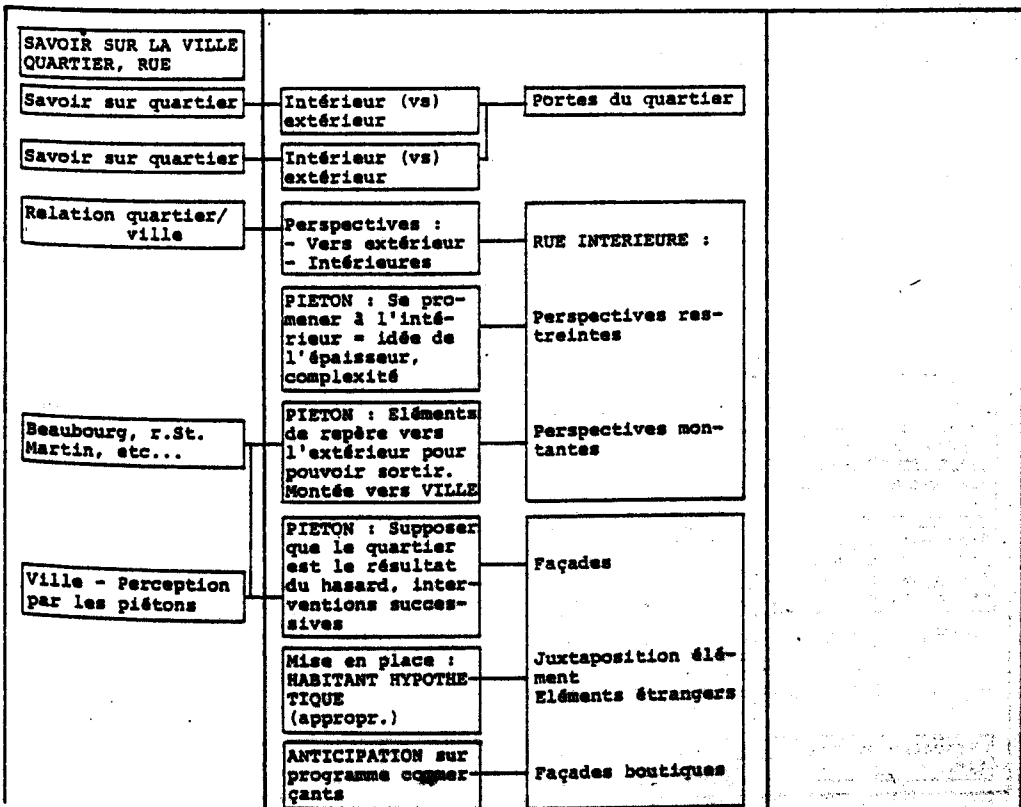 SAVOIR SUR LA VILLE
QUARTIER, RUE
Savoir sur quartier
Intérieur (vs)
extérieur
Portes du quartier
Savoir sur quartier
Intérieur (vs)
extérieur
Relation quartier/
ville
Perspectives :
- Vers extérieur
- Intérieures
RUE INTERIEURE :
PIETON : Se pro-
mener à l'inté-
rieur = idée de
l'épaisseur,
complexité
Perspectives res-
treintes
Beaubourg, r.St.
Martin, etc...
PIETON : Eléments
de repère vers
l'extérieur pour
pouvoir sortir.
Montée vers VILLE
Perspectives mon-
tantes
Ville - Perception
par les piétons
PIETON : Supposer
que le quartier
est le résultat
du hasard, inter-
ventions succes-
sives
Façades
Mise en place :
HABITANT HYPOTHE
TIQUE
(appropr.)
Juxtaposition élé-
ment
Eléments étrangers
ANTICIPATION sur
programme commer-
çants
Façades boutiques